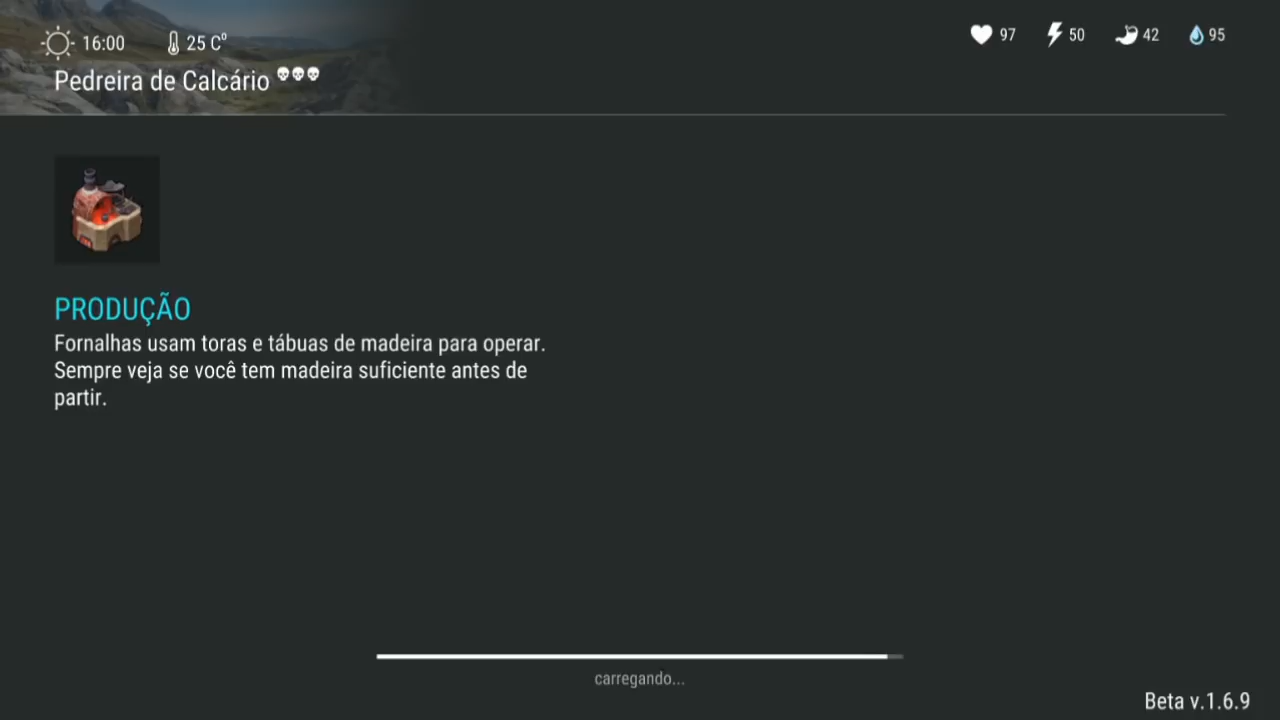 16:00 25 Cº
97 50 42 95
Pedreira de Calcário
PRODUÇÃO
Fornalhas usam toras e tábuas de madeira para operar.
Sempre veja se você tem madeira suficiente antes de
partir.
carregando...
Beta v.1.6.9